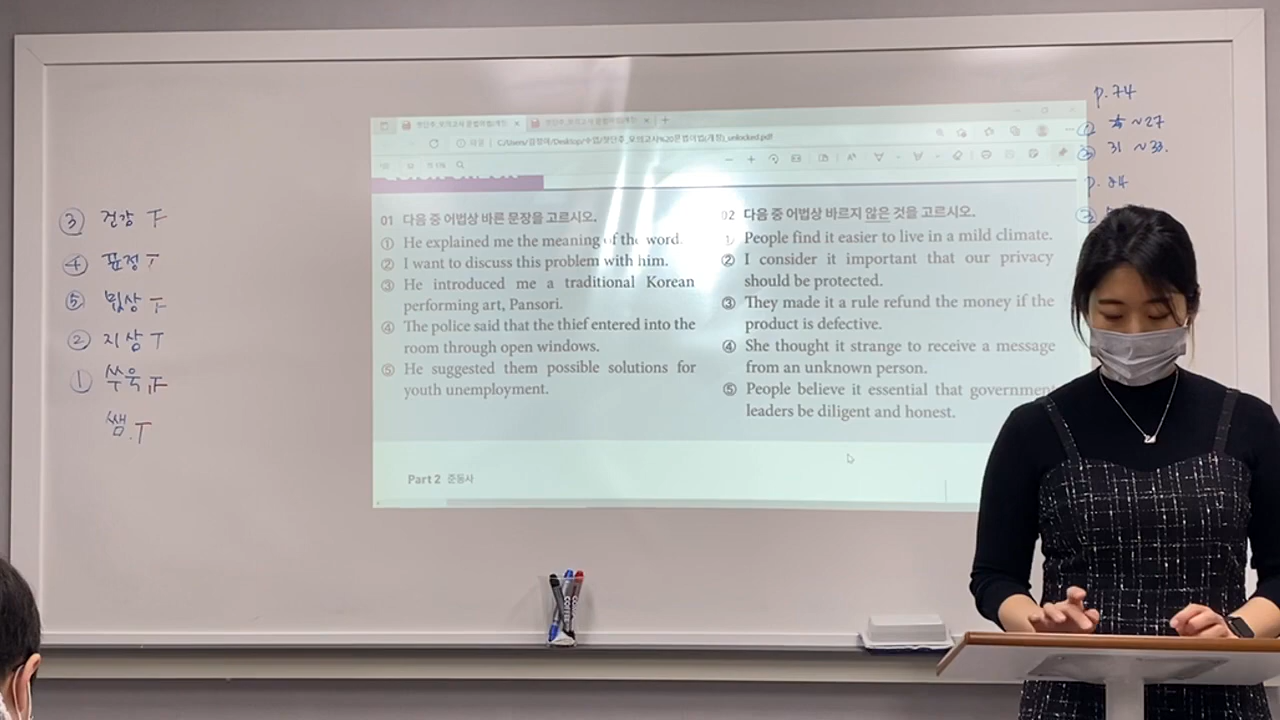 ③ 건강 T
④ 표정 T
⑤ 밉상 T
② 지상 T
① 쑤욱 T
쌤 T
C:/Users/
Desktop/수업/
_unlocked.pdf
01 다음 중 어법상 바른 문장을 고르시오.
① He explained me the meaning of the word.
② I want to discuss this problem with him.
③ He introduced me a traditional Korean
performing art, Pansori.
④ The police said that the thief entered into the
room through open windows.
⑤ He suggested them possible solutions for
youth unemployment.
Part 2 준동사
02 다음 중 어법상 바르지 않은 것을 고르시오.
① People find it easier to live in a mild climate.
② I consider it important that our privacy
should be protected.
③ They made it a rule refund the money if the
product is defective.
④ She thought it strange to receive a message
from an unknown person.
⑤ People believe it essential that government
leaders be diligent and honest.
p.74
~27
31 ~33.